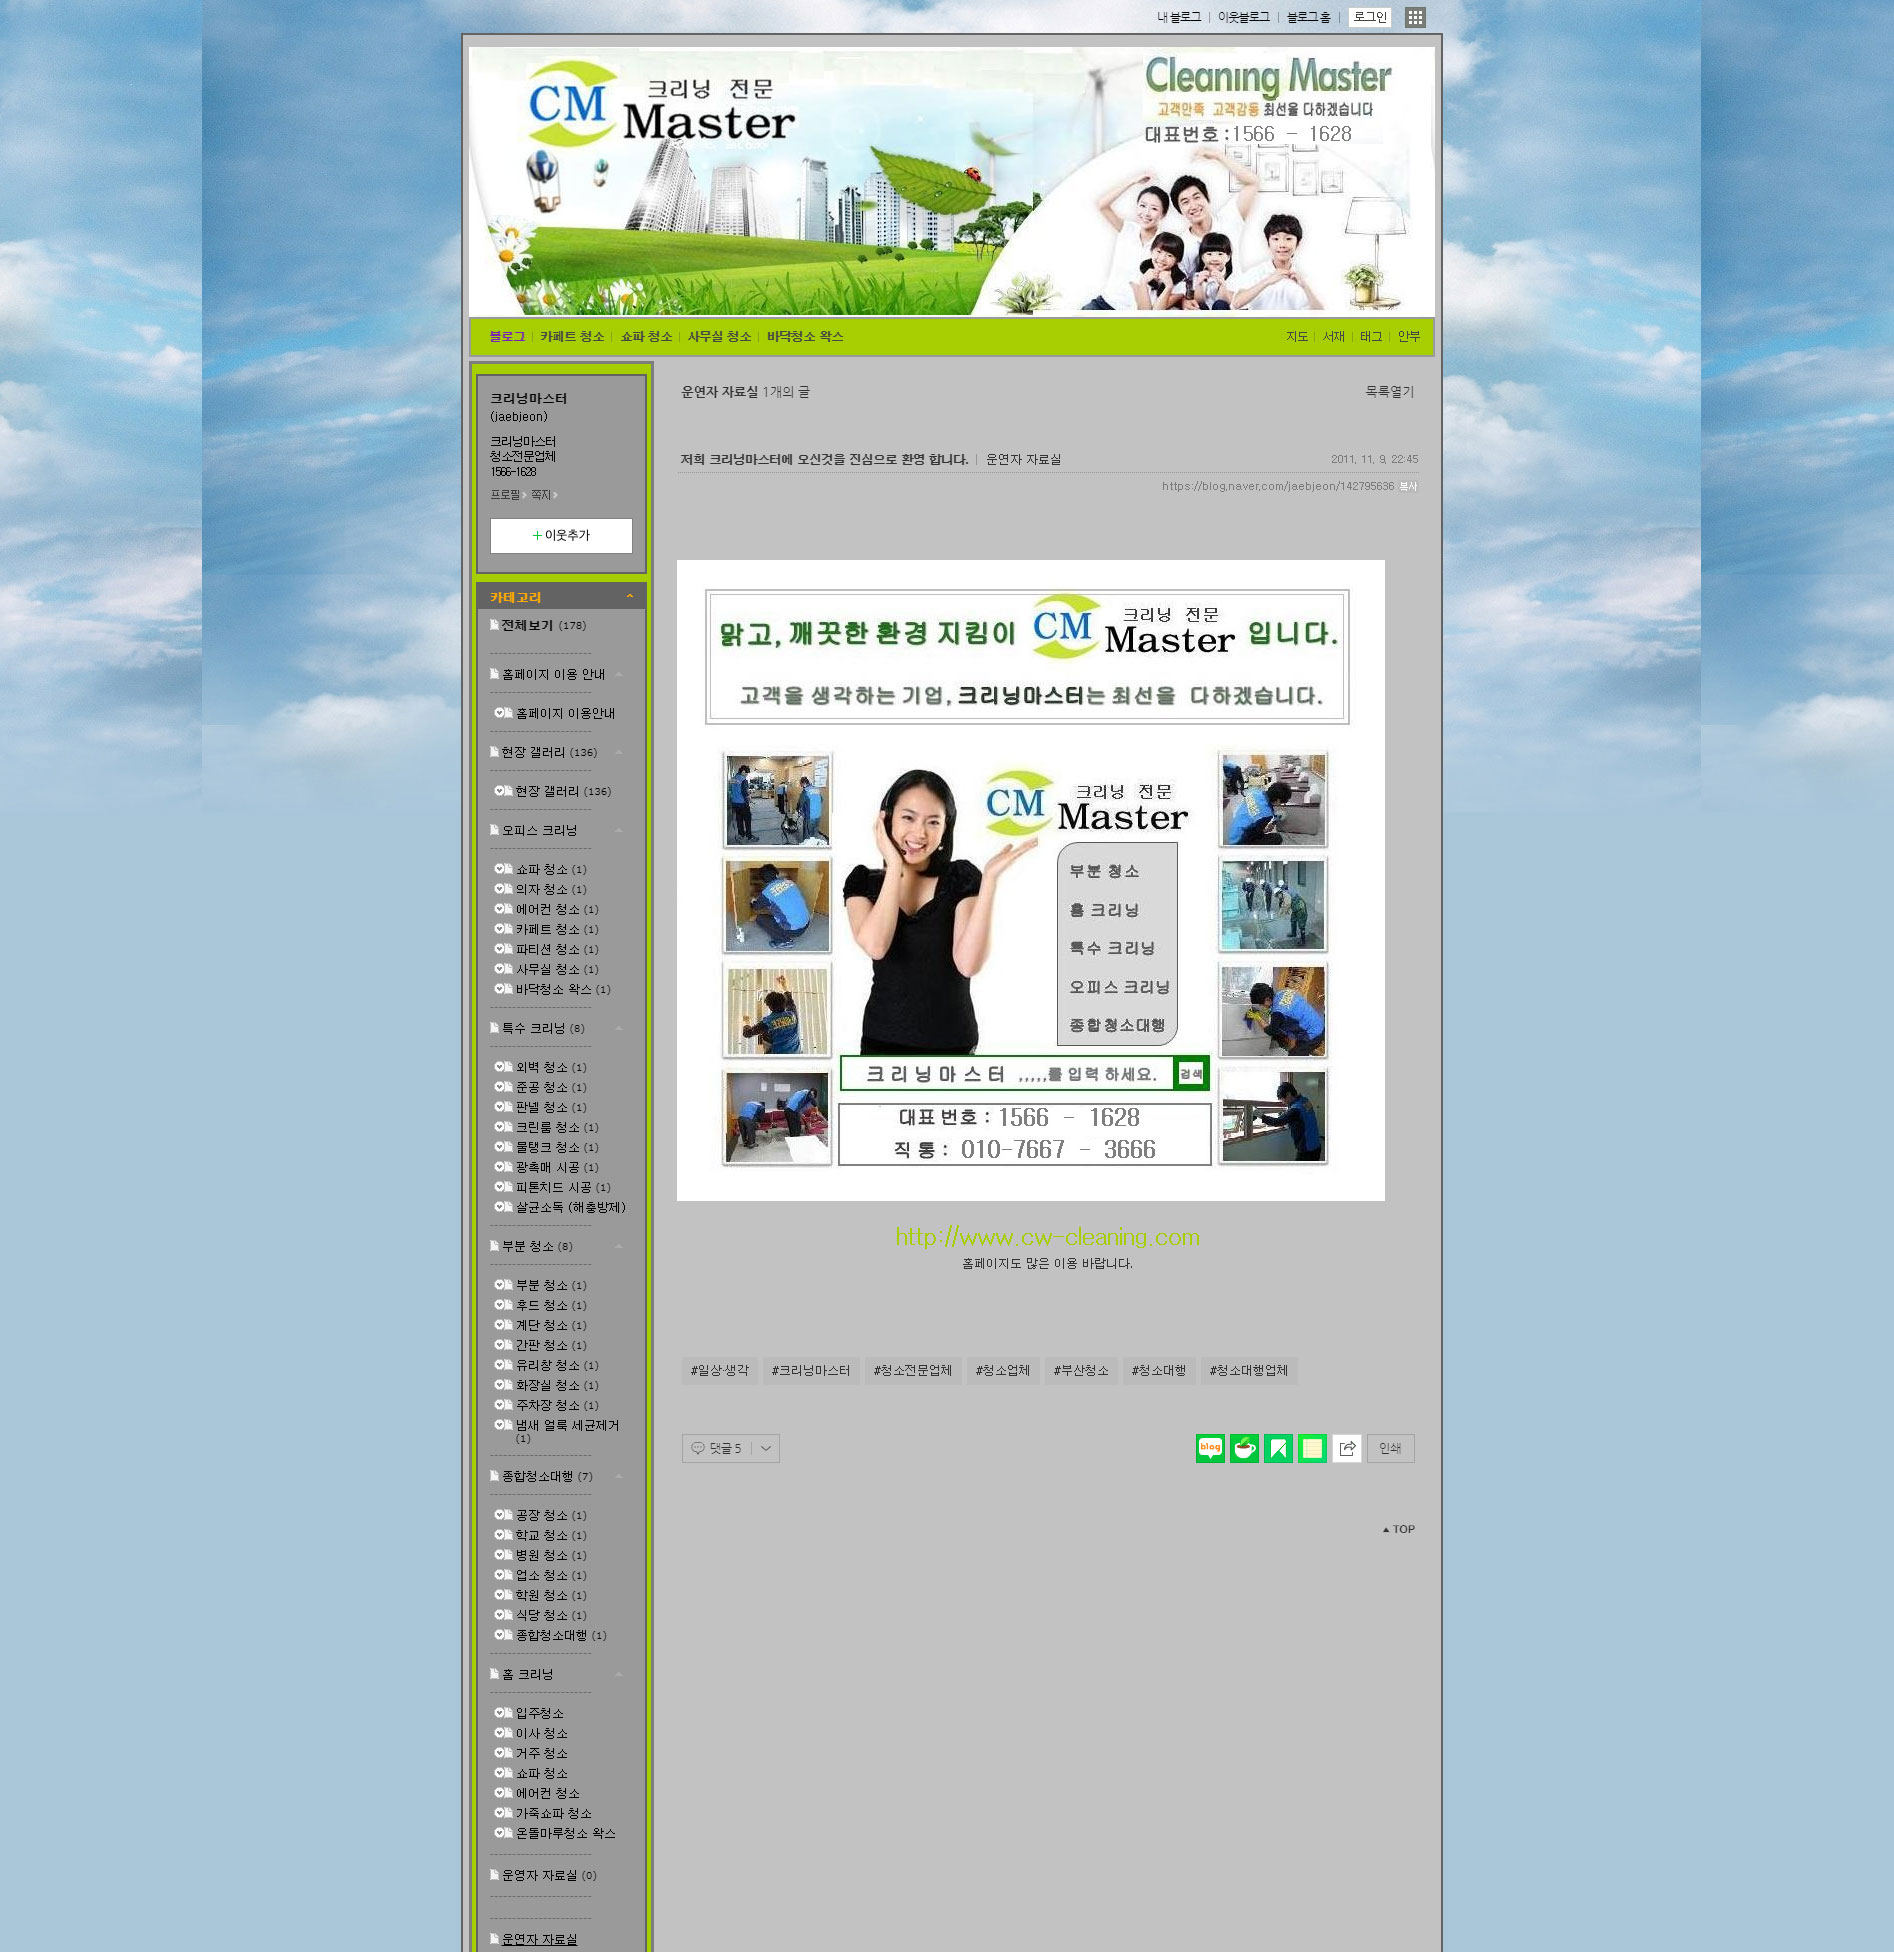 내 블로그
이웃블로그
블로그 홈
로그인
CM 크리닝 전문
Master
Cleaning Master
고객만족 고객감동 최선을 다하겠습니다
대표번호 :1566 - 1628
블로그
카페트 청소
쇼파 청소
사무실 청소
바닥청소 왁스
지도
서재
태그
안부
크리닝마스터
(jaebjeon)
크리닝마스터
청소전문업체
1566-1628
프로필
쪽지
+ 이웃추가
카테고리
전체보기 (178)
홈페이지 이용 안내
홈페이지 이용안내
현장 갤러리 (136)
현장 갤러리 (136)
오피스 크리닝
쇼파 청소 (1)
의자 청소 (1)
에어컨 청소 (1)
카페트 청소 (1)
파티션 청소 (1)
사무실 청소 (1)
바닥청소 왁스 (1)
특수 크리닝 (8)
외벽 청소 (1)
준공 청소 (1)
판넬 청소 (1)
크린룸 청소 (1)
물탱크 청소 (1)
광촉매 시공 (1)
피톤치드 시공 (1)
살균소독 (해충방제)
부분 청소 (8)
부분 청소 (1)
후드 청소 (1)
계단 청소 (1)
간판 청소 (1)
유리창 청소 (1)
화장실 청소 (1)
주차장 청소 (1)
냄새 얼룩 세균제거
(1)
종합청소대행 (7)
공장 청소 (1)
학교 청소 (1)
병원 청소 (1)
업소 청소 (1)
학원 청소 (1)
식당 청소 (1)
종합청소대행 (1)
홈 크리닝
입주청소
이사 청소
거주 청소
쇼파 청소
에어컨 청소
가죽쇼파 청소
온돌마루청소 왁스
운영자 자료실 (0)
운연자 자료실
운연자 자료실 1개의 글
목록열기
저희 크리닝마스터에 오신것을 진심으로 환영 합니다.
운연자 자료실
2011. 11. 9. 22:45
https://blog.naver.com/jaebjeon/142795636 복사
맑고, 깨끗한 환경 지킴이 CM 크리닝 전문 Master 입니다.
고객을 생각하는 기업, 크리닝마스터는 최선을 다하겠습니다.
CM 크리닝 전문
Master
부분 청소
홈 크리닝
특수 크리닝
오피스 크리닝
종합청소대행
크리닝마스터 ,,,,,를 입력 하세요. 검색
대표 번호 : 1566 - 1628
직 통 : 010-7667 - 3666
http://www.cw-cleaning.com
홈페이지도 많은 이용 바랍니다.
#일상·생각
#크리닝마스터
#청소전문업체
#청소업체
#부산청소
#청소대행
#청소대행업체
댓글 5
blog
인쇄
TOP